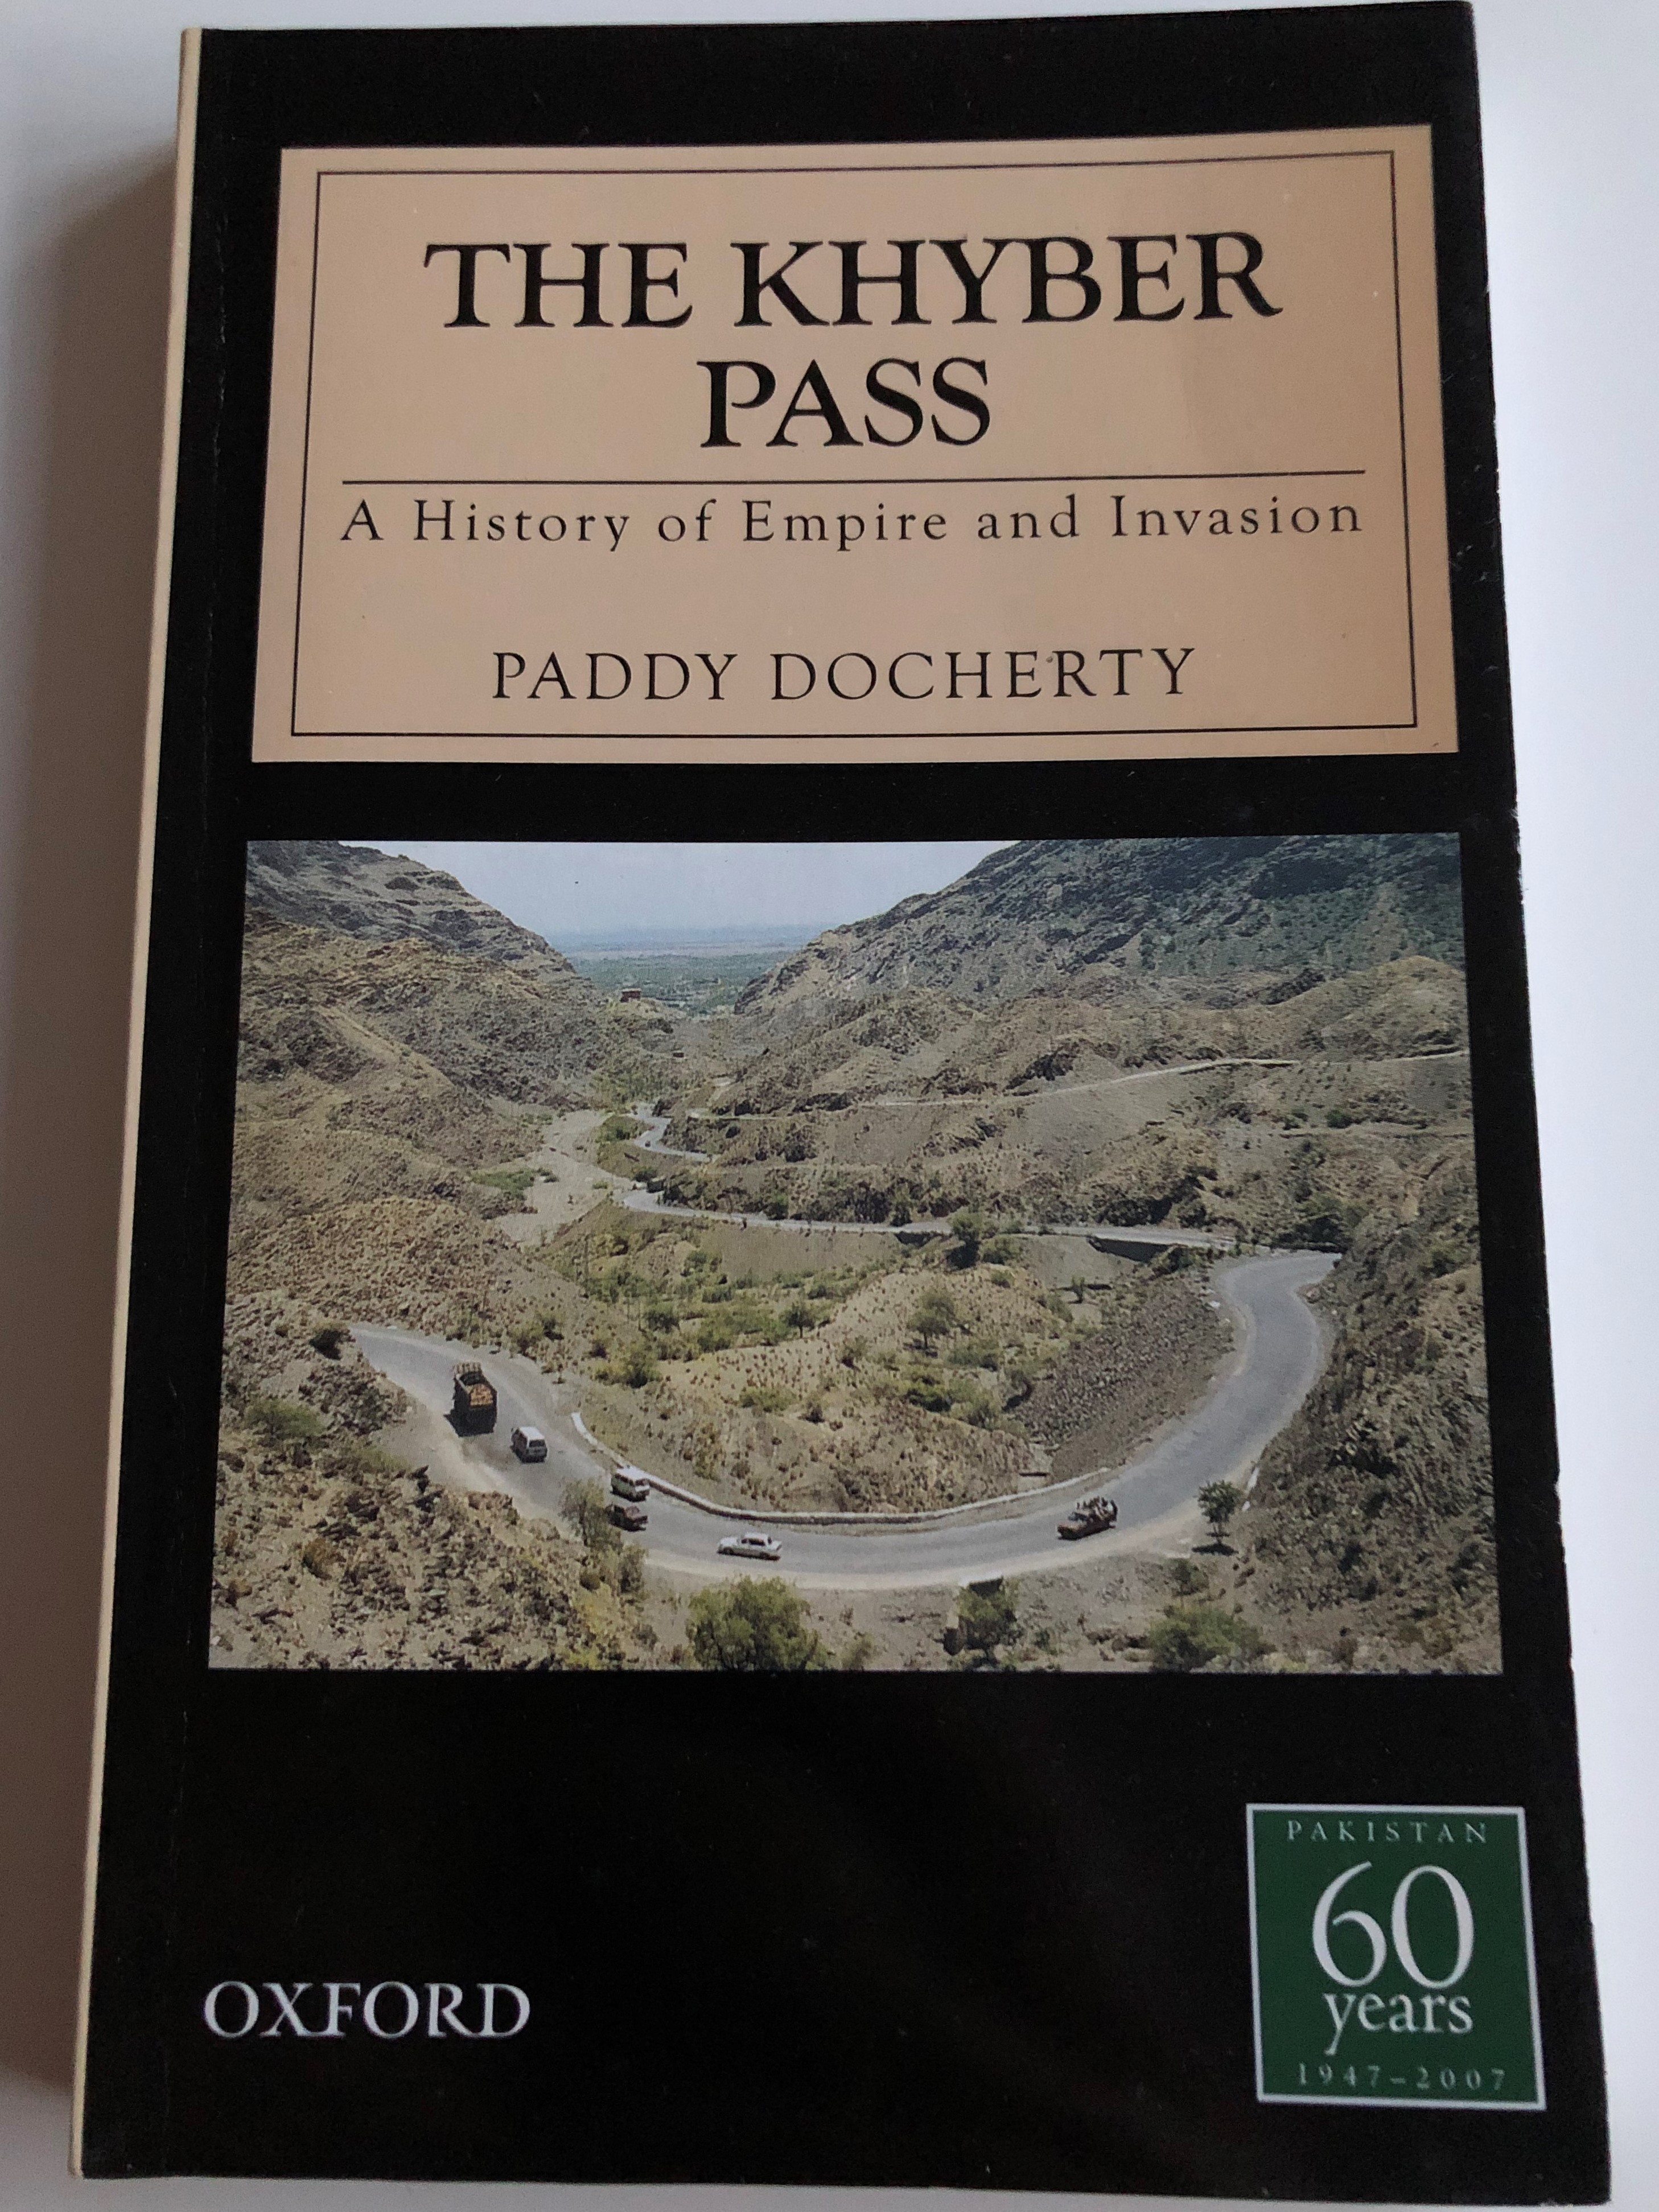 THE KHYBER
PASS
A History of Empire and Invasion
PADDY DOCHERTY
OXFORD
PAKISTAN
60
years
1947–2007